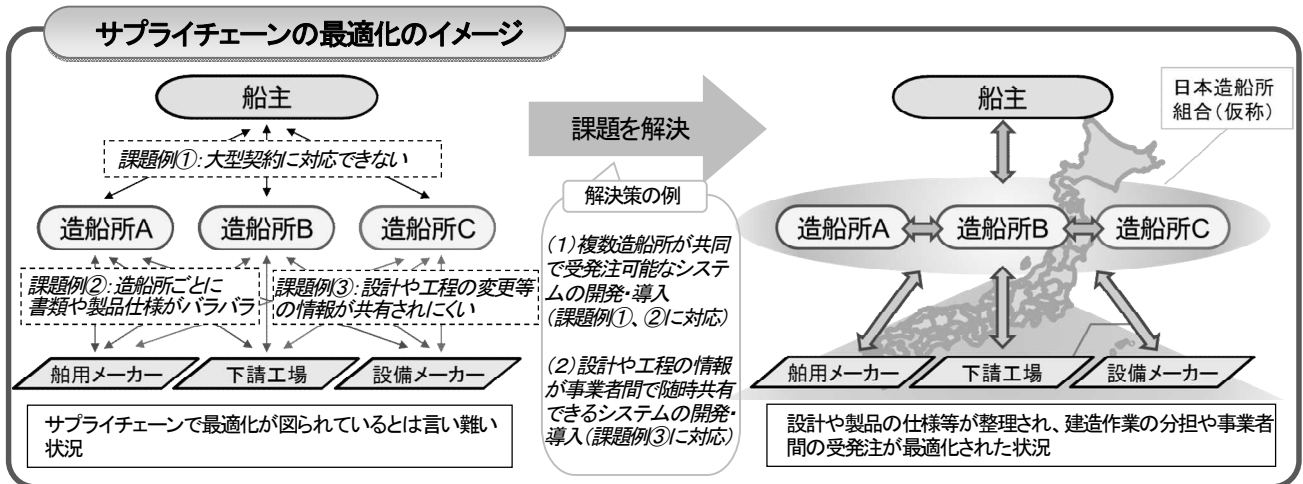 サプライチェーンの最適化のイメージ
船主
課題例①:大型契約に対応できない
造船所A
造船所B
造船所C
課題例②:造船所ごとに
書類や製品仕様がバラバラ
課題例③:設計や工程の変更等
の情報が共有されにくい
舶用メーカー
下請工場
設備メーカー
サプライチェーンで最適化が図られているとは言い難い
状況
課題を解決
解決策の例
(1)複数造船所が共同
で受発注可能なシステ
ムの開発・導入
(課題例①、②に対応)
(2)設計や工程の情報
が事業者間で随時共有
できるシステムの開発・
導入(課題例③に対応)
日本造船所
組合(仮称)
船主
造船所A
造船所B
造船所C
舶用メーカー
下請工場
設備メーカー
設計や製品の仕様等が整理され、建造作業の分担や事業者
間の受発注が最適化された状況